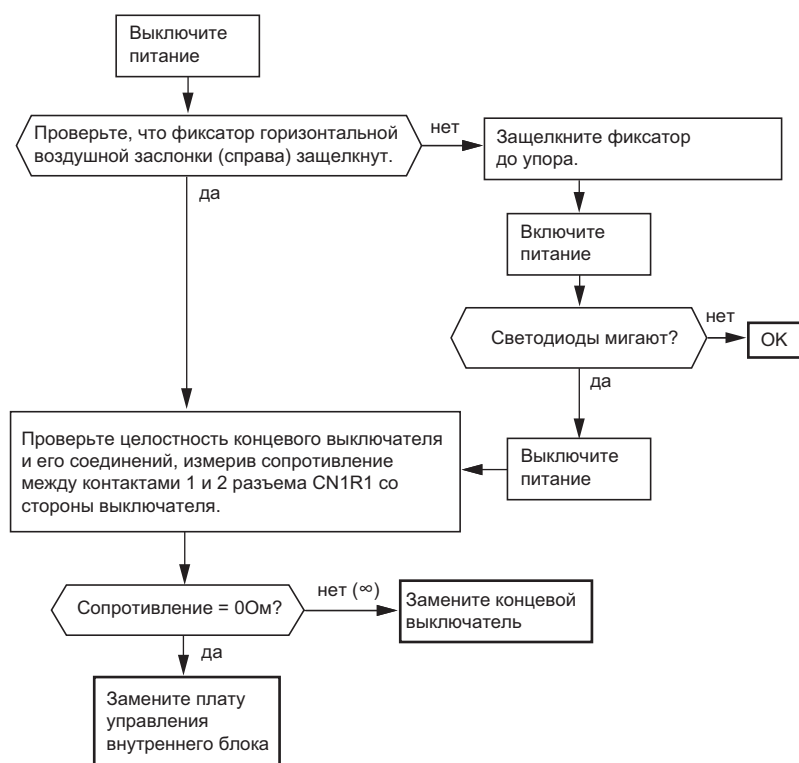 Выключите
питание
Проверьте, что фиксатор горизонтальной
воздушной заслонки (справа) защелкнут.
нет
Защелкните фиксатор
до упора.
да
Включите
питание
Светодиоды мигают?
нет
OK
да
Выключите
питание
Проверьте целостность концевого выключателя
и его соединений, измерив сопротивление
между контактами 1 и 2 разъема CN1R1 со
стороны выключателя.
Сопротивление = 0Ом?
нет (∞)
Замените концевой
выключатель
да
Замените плату
управления
внутреннего блока